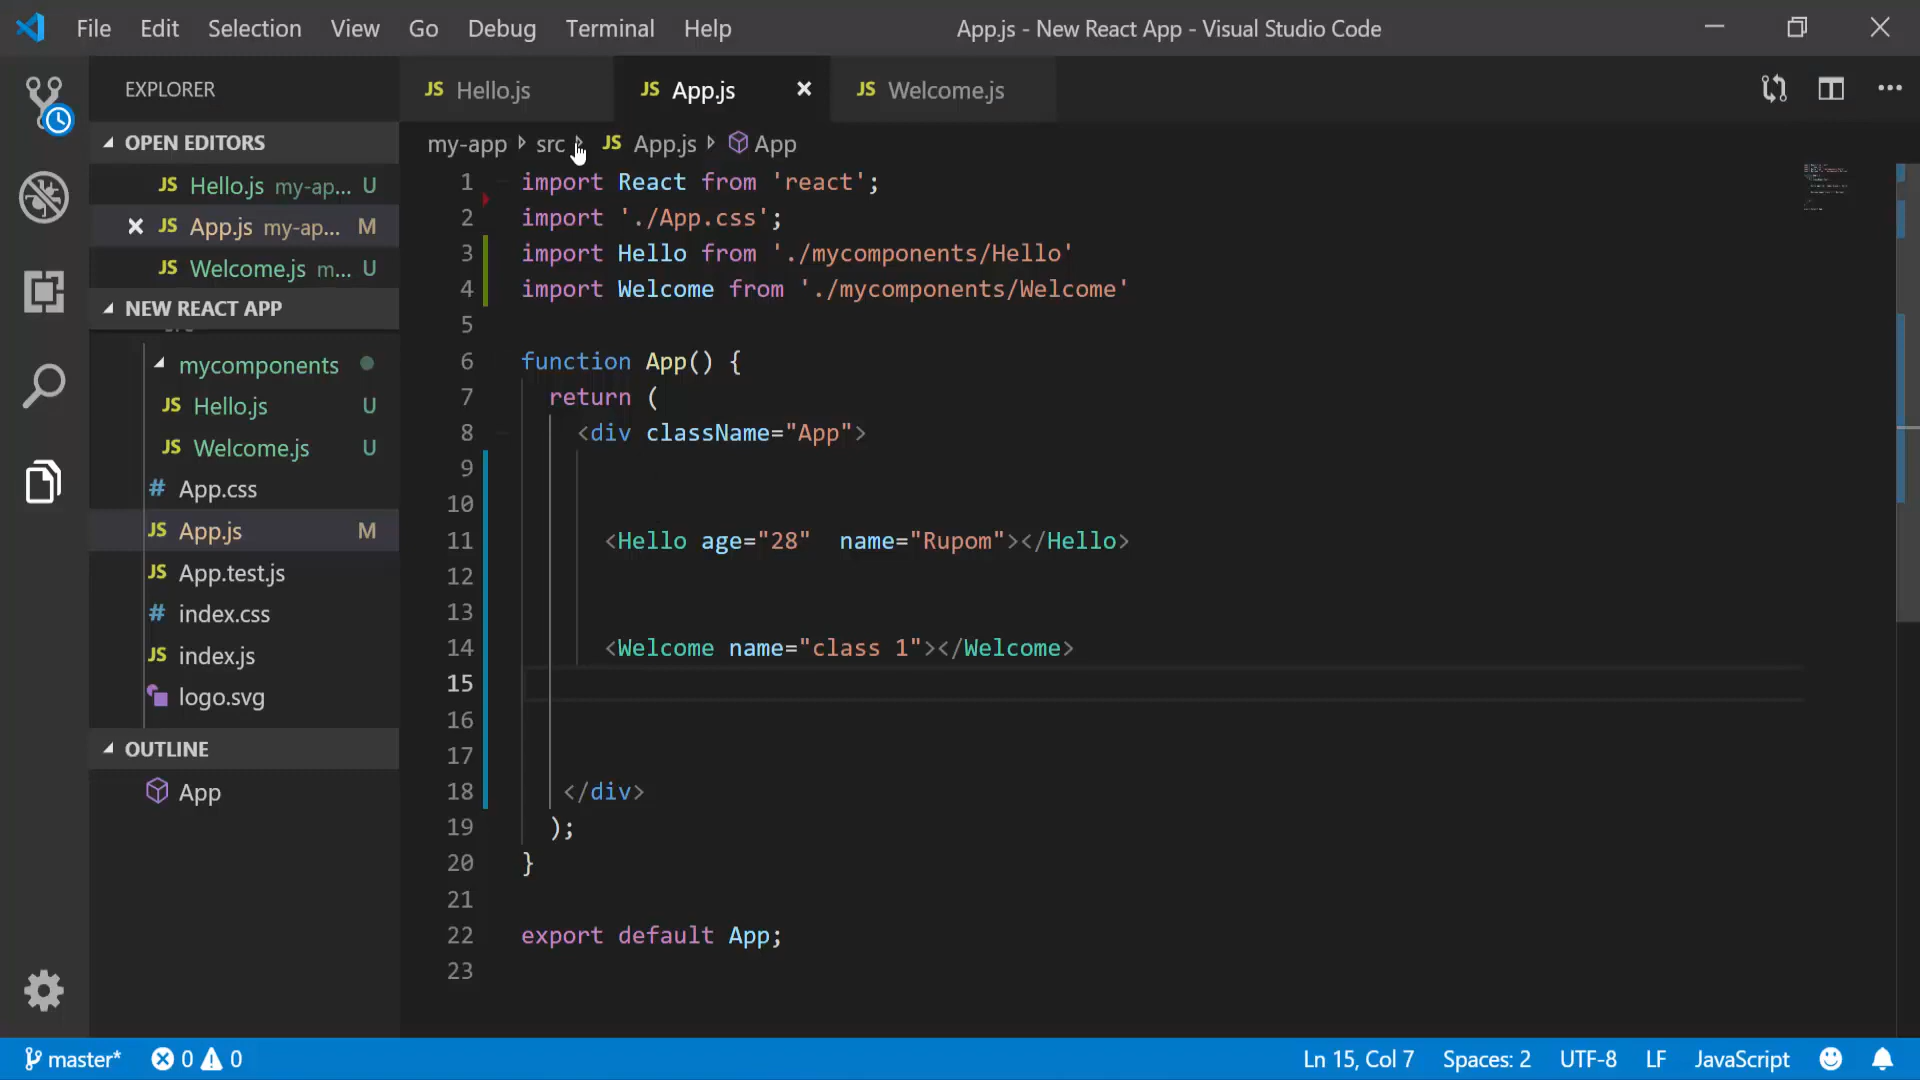 File Edit Selection View Go Debug Terminal Help App.js - New React App - Visual Studio Code
EXPLORER
OPEN EDITORS
JS Hello.js my-ap... U
JS App.js my-ap... M
JS Welcome.js m... U
NEW REACT APP
mycomponents
JS Hello.js U
JS Welcome.js U
# App.css
JS App.js M
JS App.test.js
# index.css
JS index.js
logo.svg
OUTLINE
App
JS Hello.js JS App.js JS Welcome.js
my-app src JS App.js App
1 import React from 'react';
2 import './App.css';
3 import Hello from './mycomponents/Hello'
4 import Welcome from './mycomponents/Welcome'
5
6 function App() {
7 return (
8 <div className="App">
9
10
11 <Hello age="28" name="Rupom"></Hello>
12
13
14 <Welcome name="class 1"></Welcome>
15
16
17
18 </div>
19 );
20 }
21
22 export default App;
23
master* 0 0 Ln 15, Col 7 Spaces: 2 UTF-8 LF JavaScript